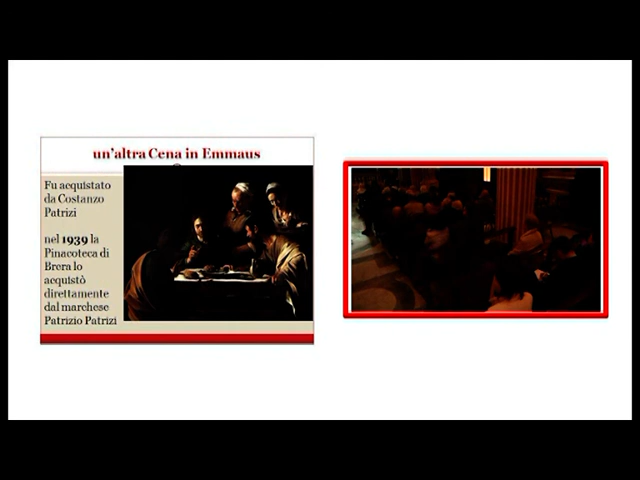 un'altra Cena in Emmaus
Fu acquistato
da Costanzo
Patrizi
nel 1939 la
Pinacoteca di
Brera lo
acquistò
direttamente
dal marchese
Patrizio Patrizi